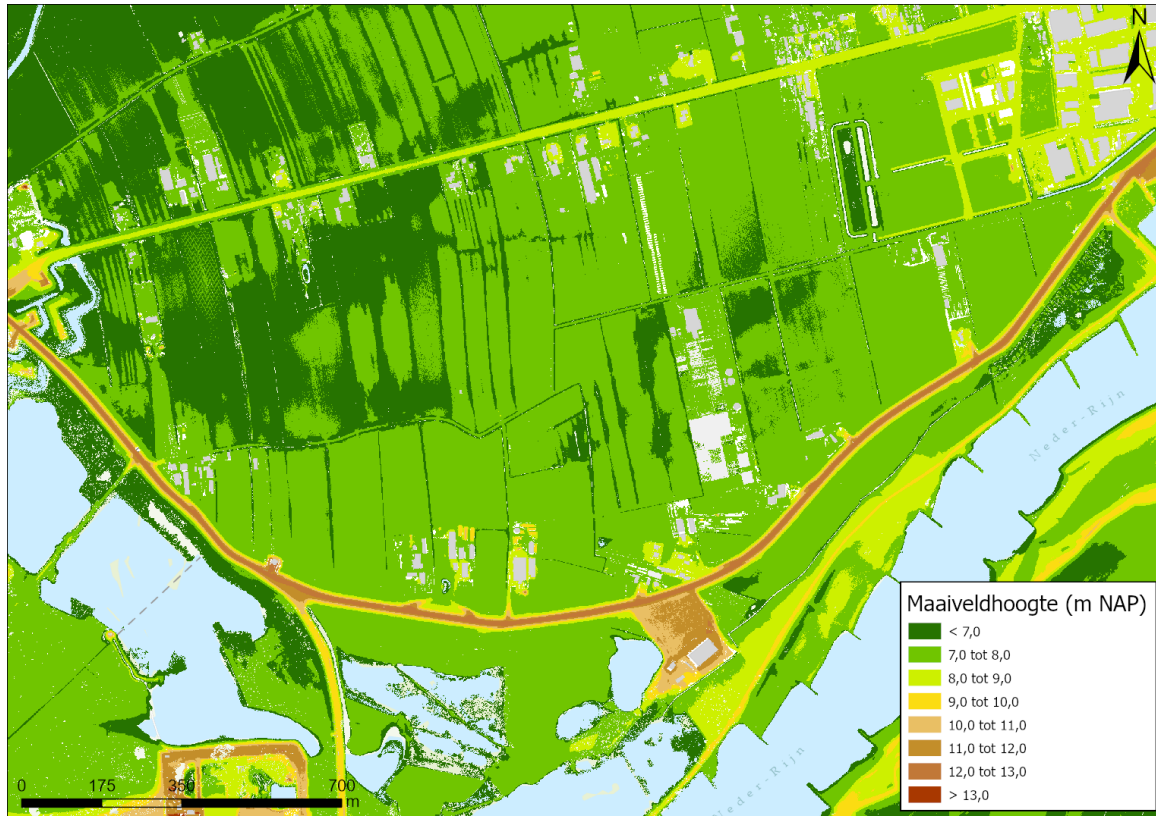 N
Neder-Rijn
Maaiveldhoogte (m NAP)
< 7,0
7,0 tot 8,0
8,0 tot 9,0
9,0 tot 10,0
10,0 tot 11,0
11,0 tot 12,0
12,0 tot 13,0
> 13,0
Neder-Rijn
0 175 350 700
m